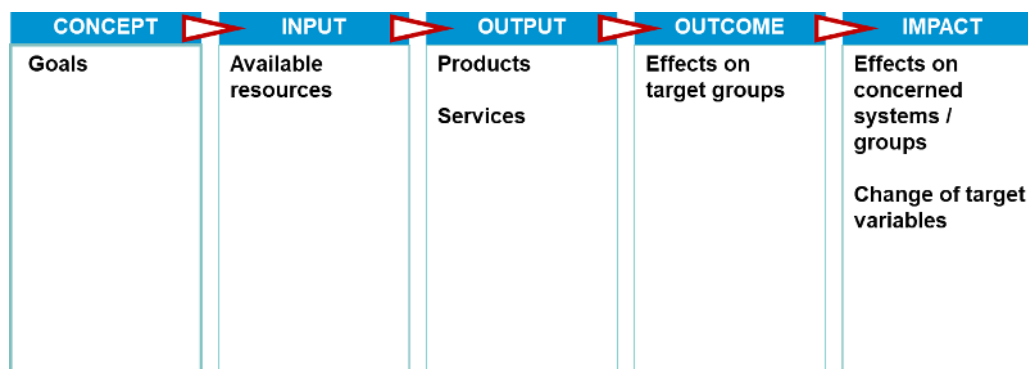 CONCEPT
INPUT
OUTPUT
OUTCOME
IMPACT
Goals
Available
resources
Products
Services
Effects on
target groups
Effects on
concerned
systems /
groups
Change of target
variables